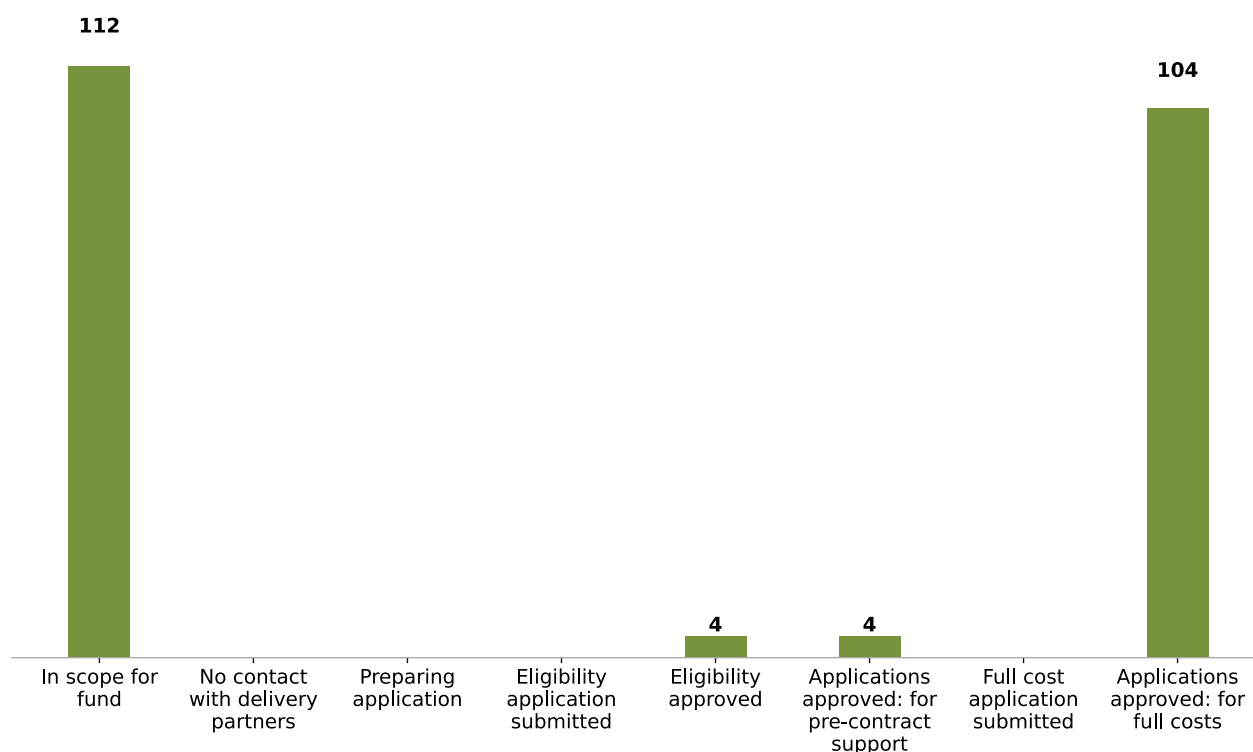 112
104
4
4
In scope for
fund
No contact
with delivery
partners
Preparing
application
Eligibility
application
submitted
Eligibility
approved
Applications
approved: for
pre-contract
support
Full cost
application
submitted
Applications
approved: for
full costs